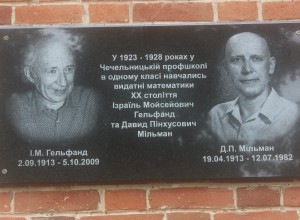 У 1923 - 1928 роках у
Чечельницькій профшколі
в одному класі навчались
видатні математики
ХХ століття
Ізраїль Мойсейович
Гельфанд
та Давид Пінхусович
Мільман
І.М. Гельфанд
2.09.1913 - 5.10.2009
Д.П. Мільман
19.04.1913 - 12.07.1982